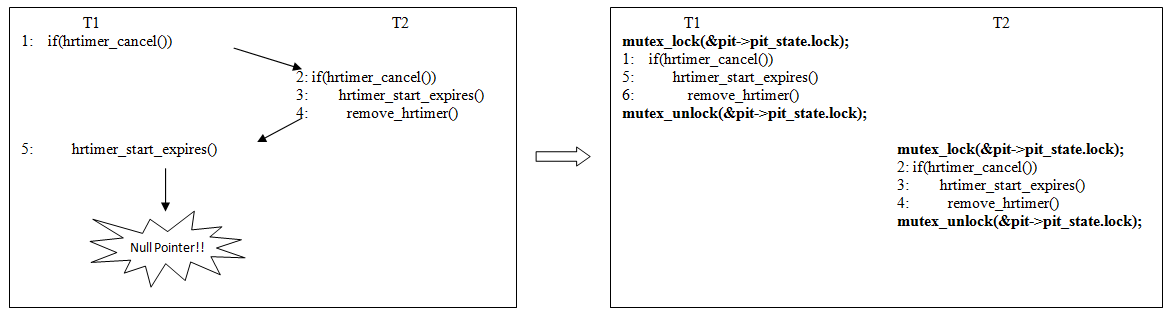 T1 T2
1: if(hrtimer_cancel())
2: if(hrtimer_cancel())
3: hrtimer_start_expires()
4: remove_hrtimer()
5: hrtimer_start_expires()
Null Pointer!!
T1 T2
mutex_lock(&pit->pit_state.lock);
1: if(hrtimer_cancel())
5: hrtimer_start_expires()
6: remove_hrtimer()
mutex_unlock(&pit->pit_state.lock);
mutex_lock(&pit->pit_state.lock);
2: if(hrtimer_cancel())
3: hrtimer_start_expires()
4: remove_hrtimer()
mutex_unlock(&pit->pit_state.lock);